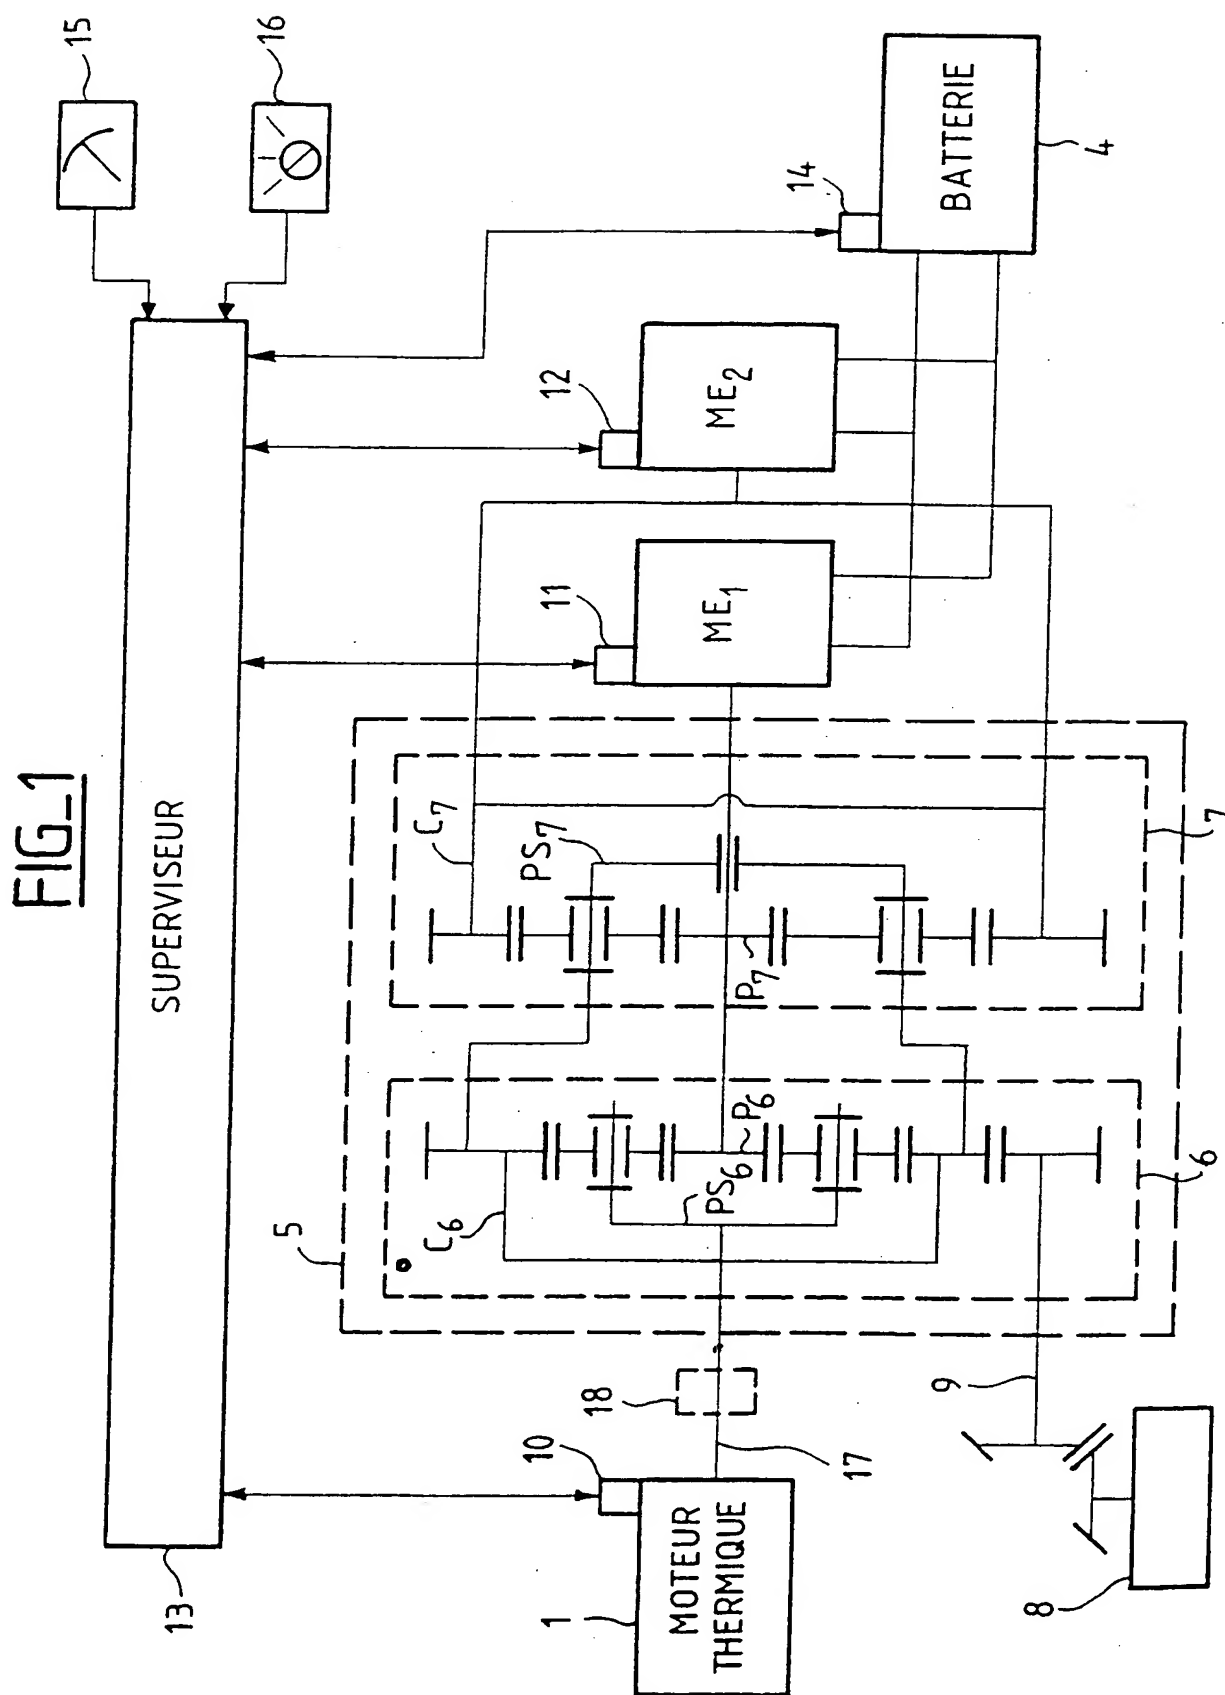 FIG_1
15
16
SUPERVISEUR
13
14
BATTERIE
4
12
ME2
11
ME1
C7
PS7
P7
7
5
C6
PS6
P6
6
18
17
10
MOTEUR
THERMIQUE
1
9
8